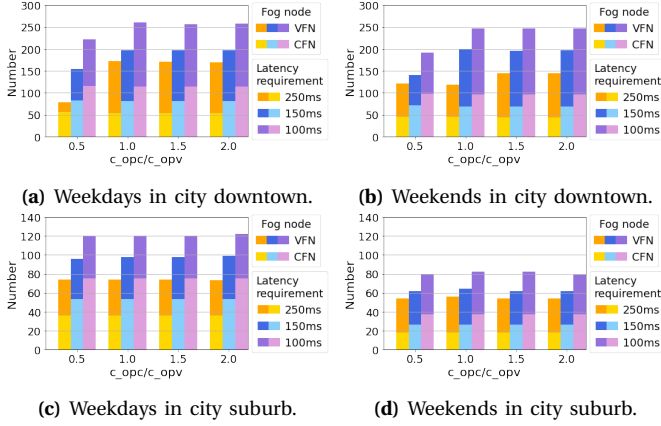 300
250
200
150
100
50
0
Number
0.5 1.0 1.5 2.0
c_opc/c_opv
Fog node
VFN
CFN
Latency
requirement
250ms
150ms
100ms
(a) Weekdays in city downtown.
300
250
200
150
100
50
0
Number
0.5 1.0 1.5 2.0
c_opc/c_opv
Fog node
VFN
CFN
Latency
requirement
250ms
150ms
100ms
(b) Weekends in city downtown.
140
120
100
80
60
40
20
0
Number
0.5 1.0 1.5 2.0
c_opc/c_opv
Fog node
VFN
CFN
Latency
requirement
250ms
150ms
100ms
(c) Weekdays in city suburb.
140
120
100
80
60
40
20
0
Number
0.5 1.0 1.5 2.0
c_opc/c_opv
Fog node
VFN
CFN
Latency
requirement
250ms
150ms
100ms
(d) Weekends in city suburb.